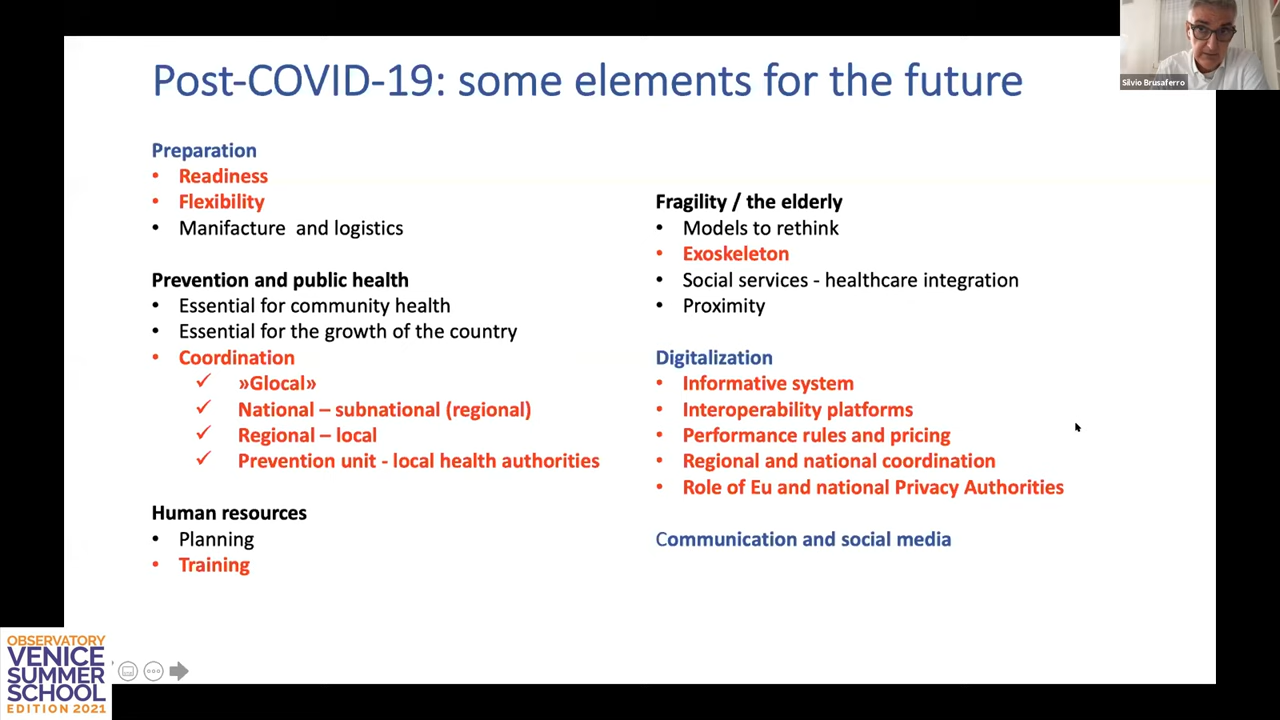 Post-COVID-19: some elements for the future
Silvio Brusaferro
Preparation
• Readiness
• Flexibility
• Manifacture and logistics
Prevention and public health
• Essential for community health
• Essential for the growth of the country
• Coordination
✓ »Glocal»
✓ National – subnational (regional)
✓ Regional – local
✓ Prevention unit - local health authorities
Human resources
• Planning
• Training
Fragility / the elderly
• Models to rethink
• Exoskeleton
• Social services - healthcare integration
• Proximity
Digitalization
• Informative system
• Interoperability platforms
• Performance rules and pricing
• Regional and national coordination
• Role of Eu and national Privacy Authorities
Communication and social media
OBSERVATORY
VENICE
SUMMER
SCHOOL
EDITION 2021